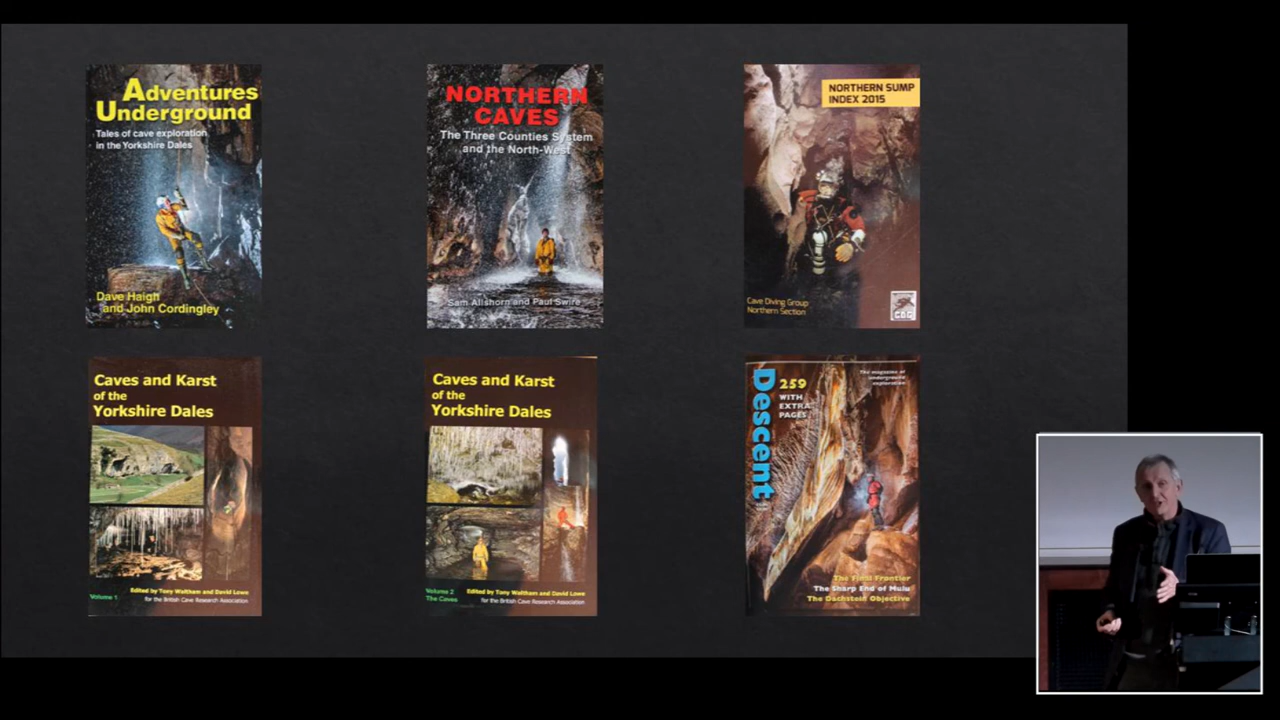 Adventures
Underground
Tales of cave exploration
in the Yorkshire Dales
Dave Haigh
and John Cordingley
NORTHERN
CAVES
The Three Counties System
and the North-West
Sam Allshorn and Paul Swire
NORTHERN SUMP
INDEX 2015
Cave Diving Group
Northern Section
CDG
Caves and Karst
of the
Yorkshire Dales
Volume 1
Edited by Tony Waltham and David Lowe
for the British Cave Research Association
Caves and Karst
of the
Yorkshire Dales
Volume 2
The Caves
Edited by Tony Waltham and David Lowe
for the British Cave Research Association
Descent
259
WITH
EXTRA
PAGES
The magazine of
underground
exploration
The Final Frontier
The Sharp End of Mulu
The Dachstein Objective